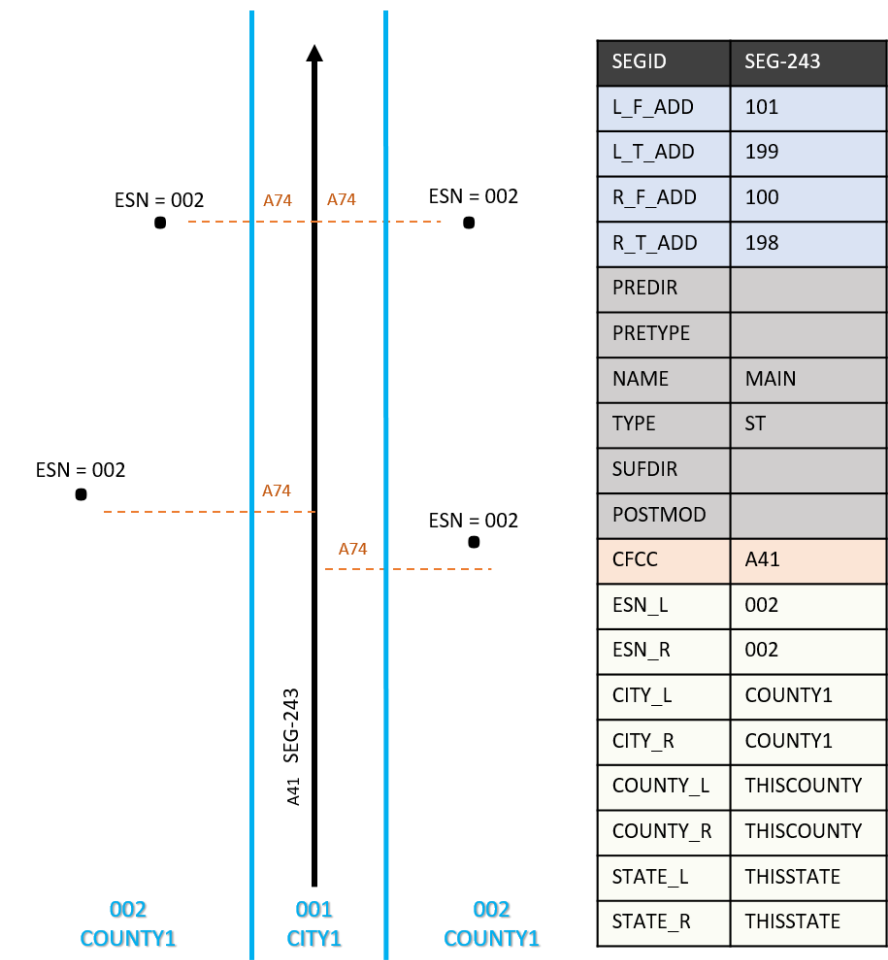 ESN = 002
A74
A74
ESN = 002
ESN = 002
A74
ESN = 002
A74
A41 SEG-243
002
COUNTY1
001
CITY1
002
COUNTY1
SEGID SEG-243
L_F_ADD 101
L_T_ADD 199
R_F_ADD 100
R_T_ADD 198
PREDIR
PRETYPE
NAME MAIN
TYPE ST
SUFDIR
POSTMOD
CFCC A41
ESN_L 002
ESN_R 002
CITY_L COUNTY1
CITY_R COUNTY1
COUNTY_L THISCOUNTY
COUNTY_R THISCOUNTY
STATE_L THISSTATE
STATE_R THISSTATE